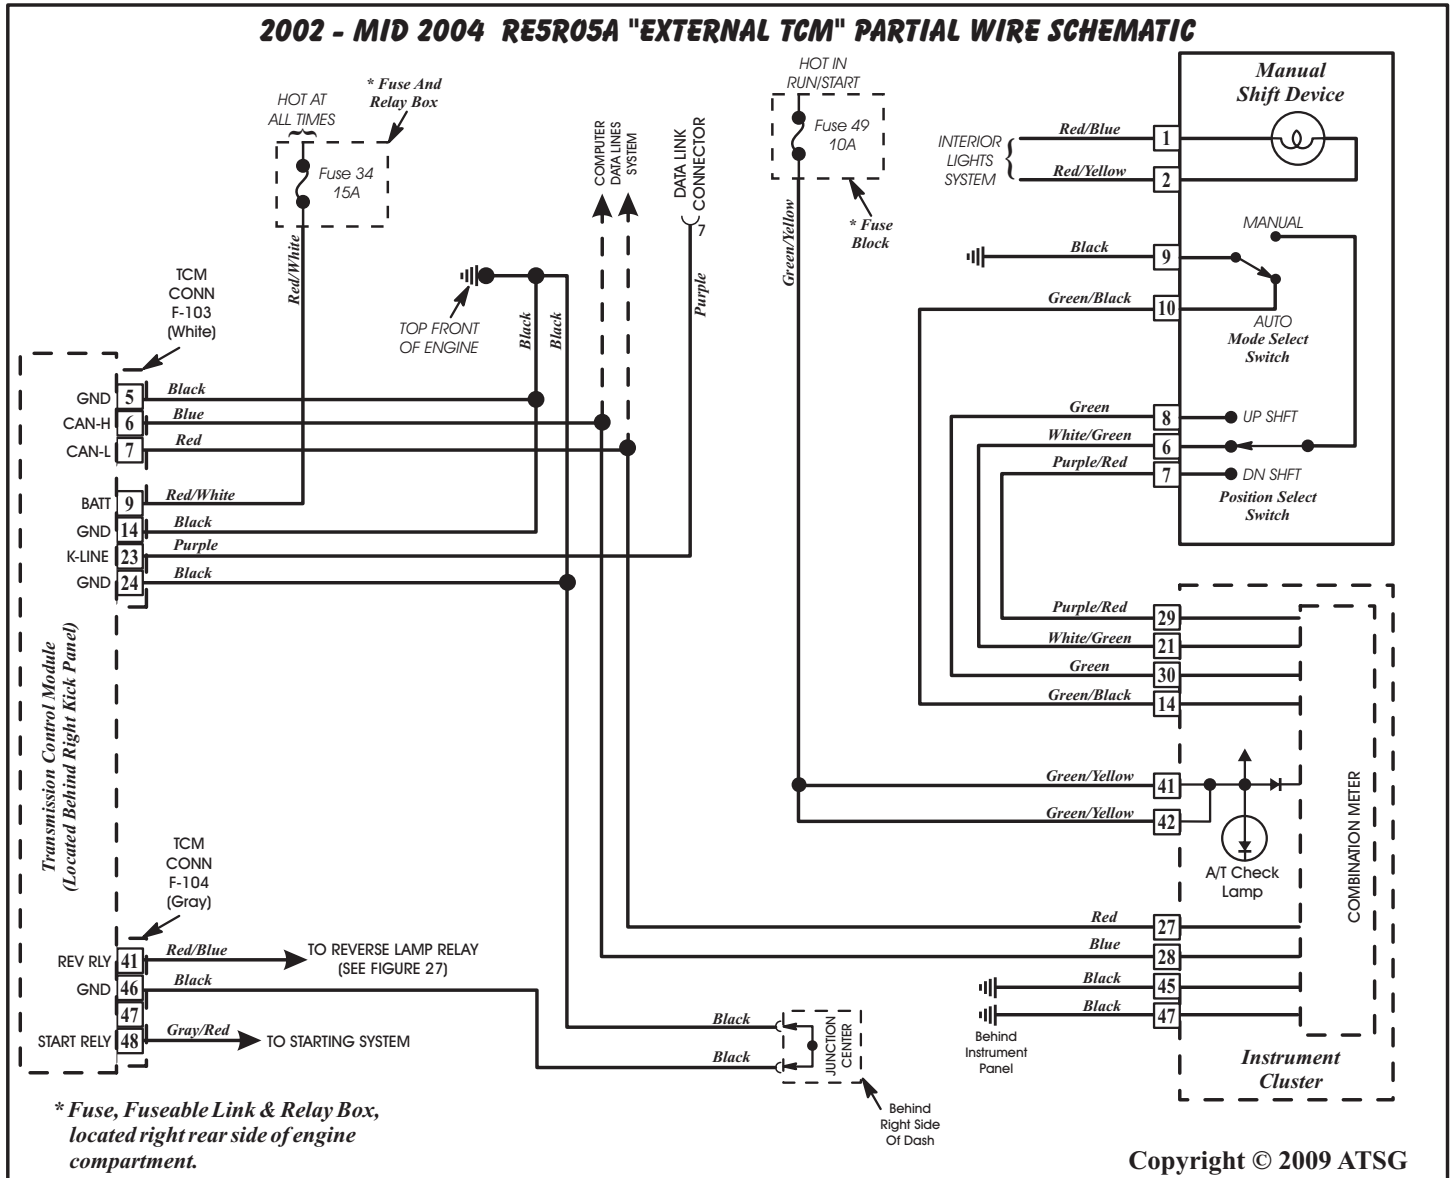 2002 - MID 2004 RE5R05A "EXTERNAL TCM" PARTIAL WIRE SCHEMATIC
HOT AT
ALL TIMES
* Fuse And
Relay Box
Fuse 34
15A
Red/White
COMPUTER
DATA LINES
SYSTEM
DATA LINK
CONNECTOR
7
Purple
HOT IN
RUN/START
Fuse 49
10A
* Fuse
Block
Green/Yellow
TOP FRONT
OF ENGINE
Black
Black
Manual
Shift Device
INTERIOR
LIGHTS
SYSTEM
Red/Blue
1
Red/Yellow
2
MANUAL
Black
9
Green/Black
10
AUTO
Mode Select
Switch
Green
8
UP SHFT
White/Green
6
Purple/Red
7
DN SHFT
Position Select
Switch
TCM
CONN
F-103
(White)
GND 5 Black
CAN-H 6 Blue
CAN-L 7 Red
BATT 9 Red/White
GND 14 Black
K-LINE 23 Purple
GND 24 Black
Transmission Control Module
(Located Behind Right Kick Panel)
TCM
CONN
F-104
(Gray)
REV RLY 41 Red/Blue
TO REVERSE LAMP RELAY
(SEE FIGURE 27)
GND 46 Black
47
START RELY 48 Gray/Red
TO STARTING SYSTEM
Purple/Red 29
White/Green 21
Green 30
Green/Black 14
Green/Yellow 41
Green/Yellow 42
A/T Check
Lamp
COMBINATION METER
Red 27
Blue 28
Black 45
Black 47
Behind
Instrument
Panel
Instrument
Cluster
Black
Black
JUNCTION
CENTER
Behind
Right Side
Of Dash
* Fuse, Fuseable Link & Relay Box,
located right rear side of engine
compartment.
Copyright © 2009 ATSG